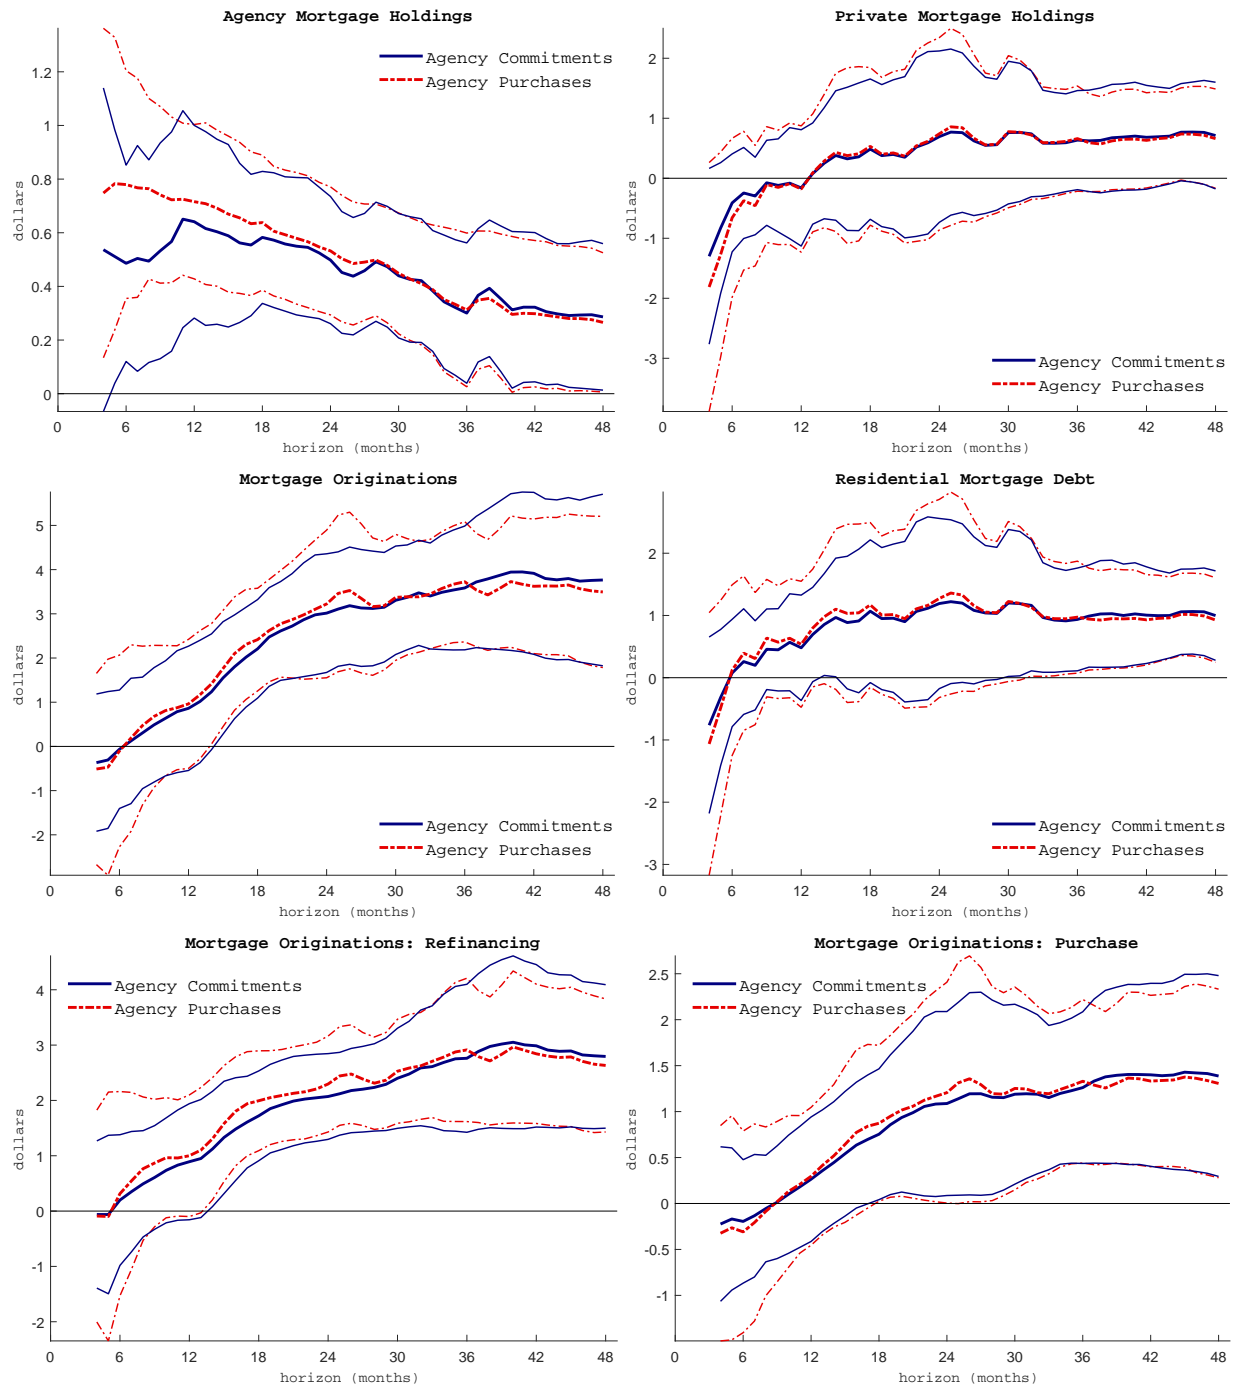 Agency Mortgage Holdings
Agency Commitments
Agency Purchases
1.2
1
0.8
0.6
0.4
0.2
0
dollars
0 6 12 18 24 30 36 42 48
horizon (months)
Private Mortgage Holdings
2
1
0
-1
-2
-3
dollars
Agency Commitments
Agency Purchases
0 6 12 18 24 30 36 42 48
horizon (months)
Mortgage Originations
5
4
3
2
1
0
-1
-2
dollars
Agency Commitments
Agency Purchases
0 6 12 18 24 30 36 42 48
horizon (months)
Residential Mortgage Debt
2
1
0
-1
-2
-3
dollars
Agency Commitments
Agency Purchases
0 6 12 18 24 30 36 42 48
horizon (months)
Mortgage Originations: Refinancing
Agency Commitments
Agency Purchases
4
3
2
1
0
-1
-2
dollars
0 6 12 18 24 30 36 42 48
horizon (months)
Mortgage Originations: Purchase
Agency Commitments
Agency Purchases
2.5
2
1.5
1
0.5
0
-0.5
-1
dollars
0 6 12 18 24 30 36 42 48
horizon (months)